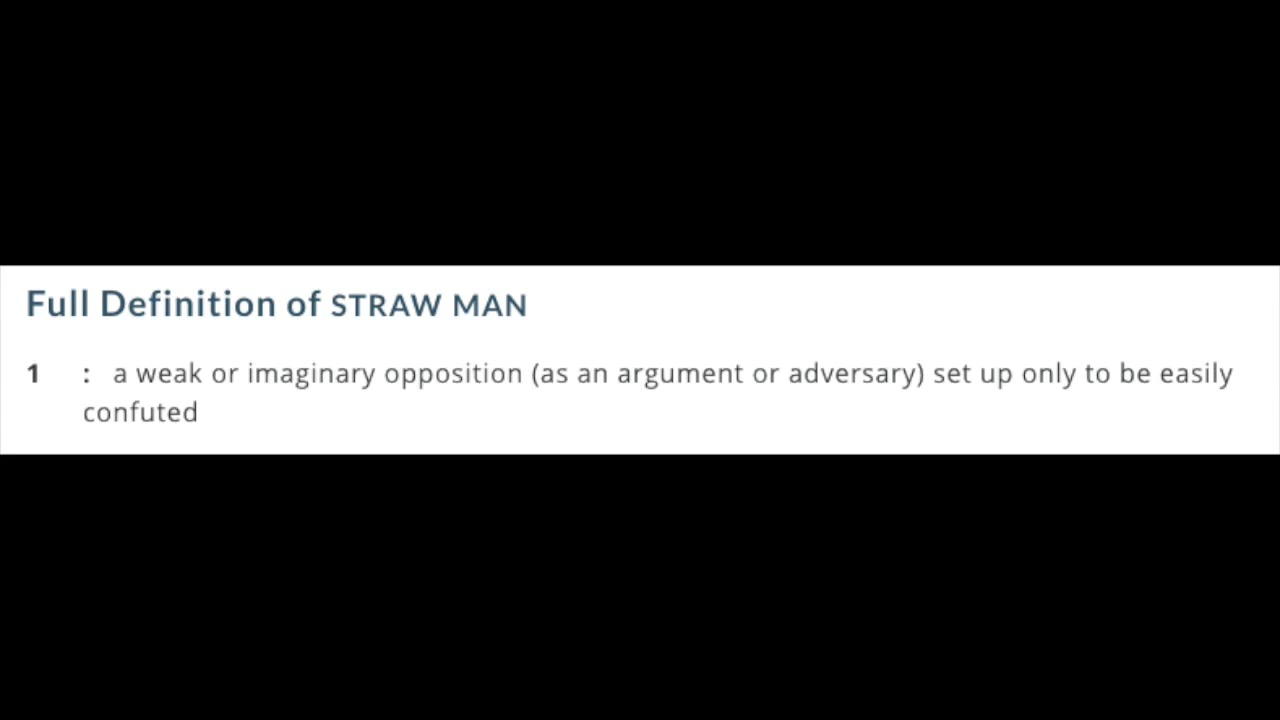 Full Definition of STRAW MAN
1 : a weak or imaginary opposition (as an argument or adversary) set up only to be easily
confuted